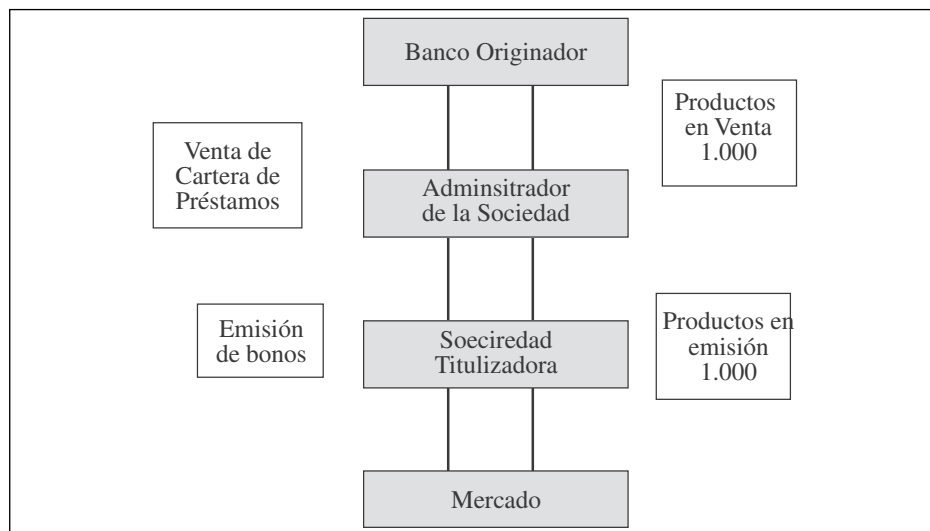 Banco Originador
Productos
en Venta
1.000
Venta de
Cartera de
Préstamos
Adminsitrador
de la Sociedad
Emisión
de bonos
Soeciredad
Titulizadora
Productos en
emisión
1.000
Mercado